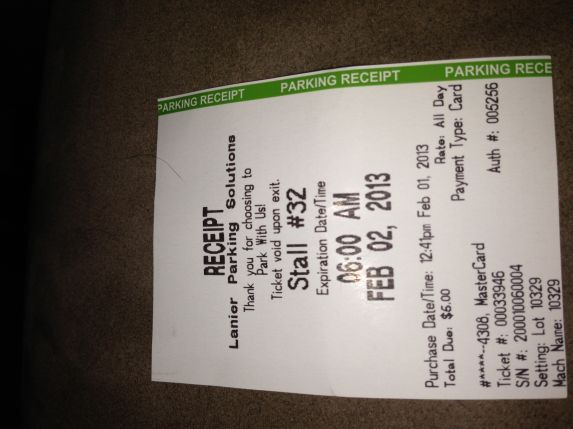 PARKING RECEIPT PARKING RECEIPT PARKING RECE
RECEIPT
Lanier Parking Solutions
Thank you for choosing to
Park With Us!
Ticket void upon exit.
Stall #32
Expiration Date/Time
06:00 AM
FEB 02, 2013
Purchase Date/Time: 12:41pm Feb 01, 2013
Total Due: $5.00 Rate: All Day
Payment Type: Card
#****-4308, MasterCard
Ticket #: 00033946 Auth #: 005256
S/N #: 200010060004
Setting: Lot 10329
Mach Name: 10329